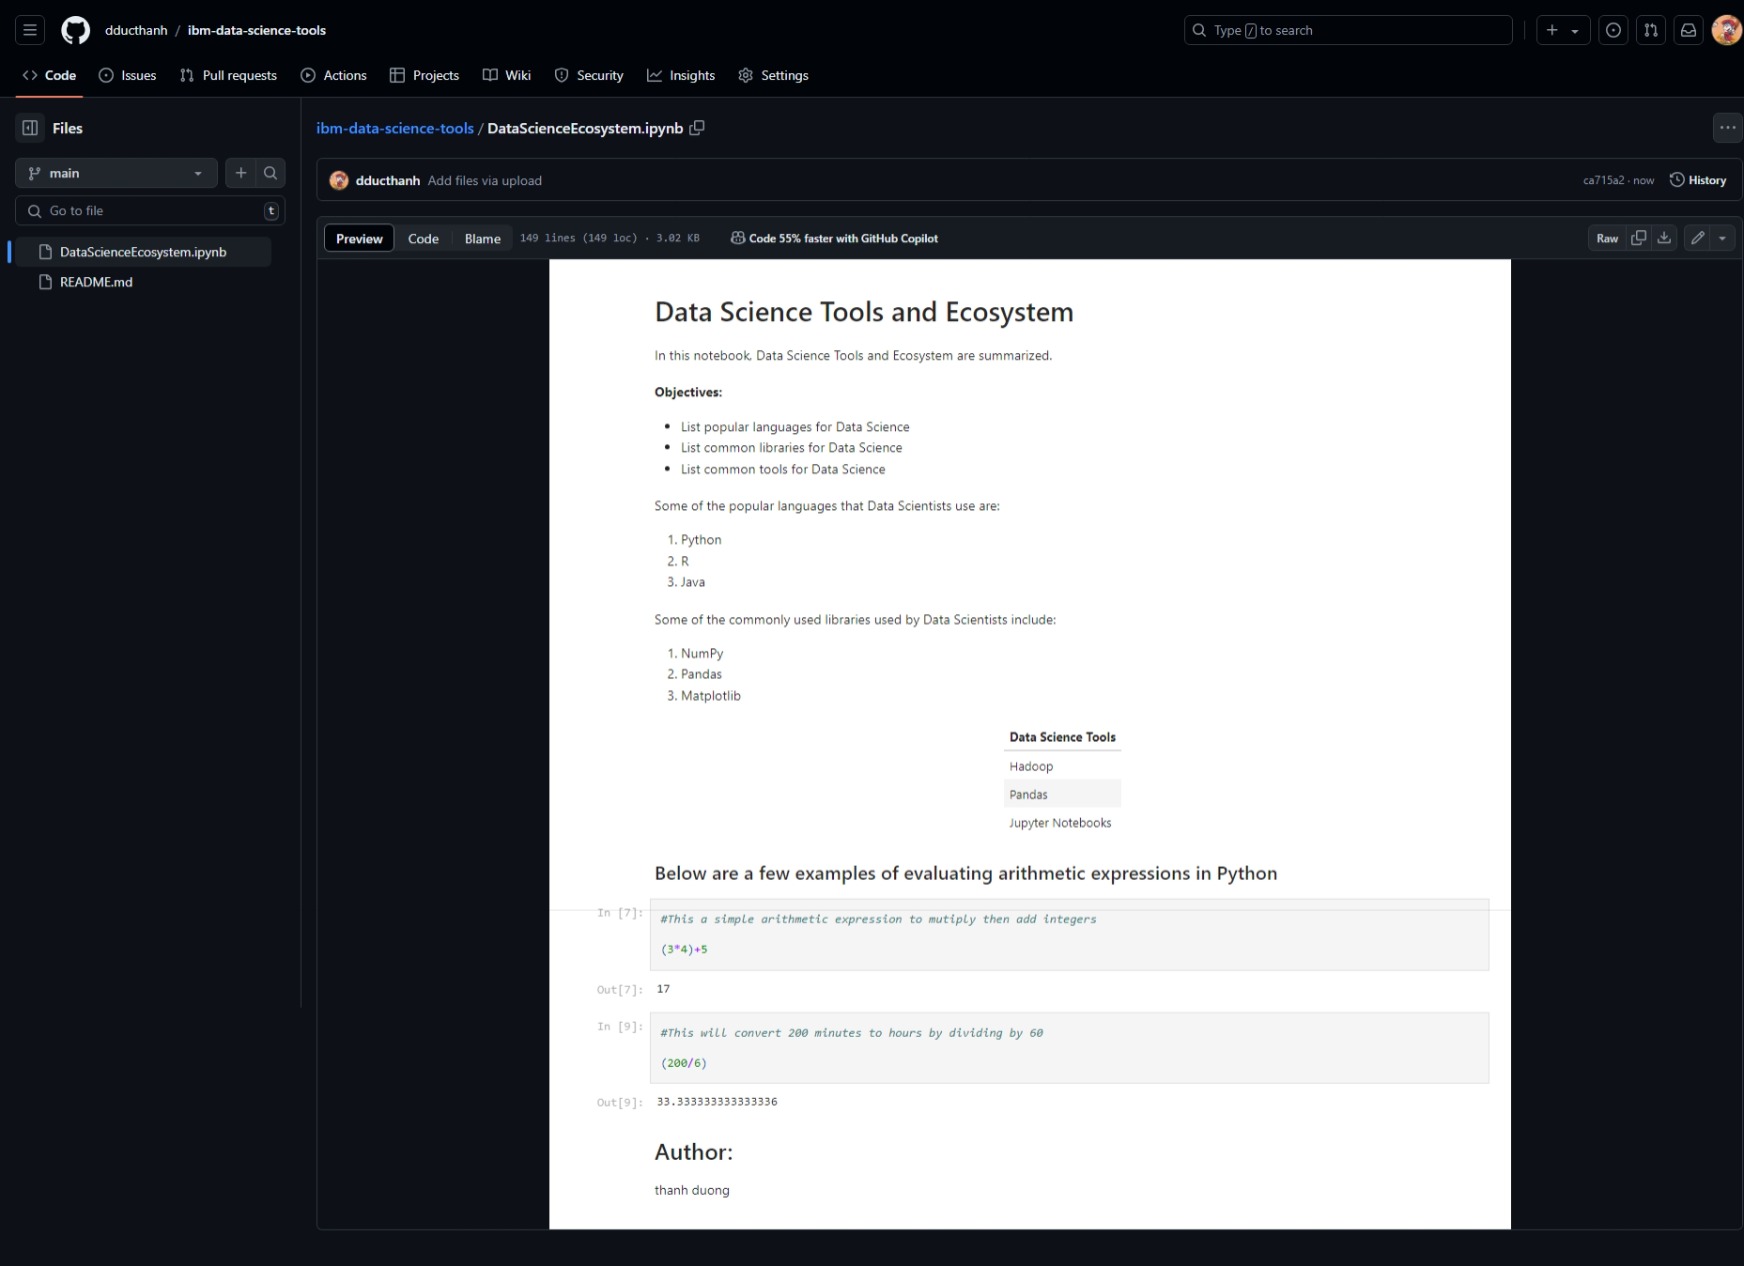 dducthanh / ibm-data-science-tools
Type / to search
Code
Issues
Pull requests
Actions
Projects
Wiki
Security
Insights
Settings
Files
main
Go to file
t
DataScienceEcosystem.ipynb
README.md
ibm-data-science-tools / DataScienceEcosystem.ipynb
dducthanh Add files via upload
ca715a2 · now
History
Preview
Code
Blame
149 lines (149 loc) · 3.02 KB
Code 55% faster with GitHub Copilot
Raw
Data Science Tools and Ecosystem
In this notebook, Data Science Tools and Ecosystem are summarized.
Objectives:
• List popular languages for Data Science
• List common libraries for Data Science
• List common tools for Data Science
Some of the popular languages that Data Scientists use are:
1. Python
2. R
3. Java
Some of the commonly used libraries used by Data Scientists include:
1. NumPy
2. Pandas
3. Matplotlib
Data Science Tools
Hadoop
Pandas
Jupyter Notebooks
Below are a few examples of evaluating arithmetic expressions in Python
In [7]: #This a simple arithmetic expression to mutiply then add integers
(3*4)+5
Out[7]: 17
In [9]: #This will convert 200 minutes to hours by dividing by 60
(200/6)
Out[9]: 33.333333333333336
Author:
thanh duong